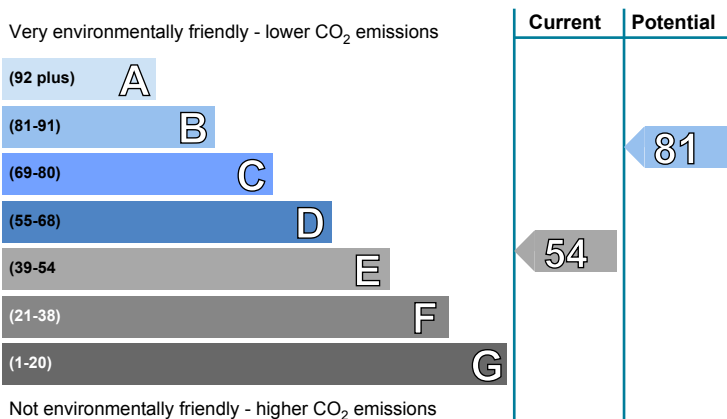 Current Potential
Very environmentally friendly - lower CO₂ emissions
(92 plus) A
(81-91) B
81
(69-80) C
(55-68) D
54
(39-54 E
(21-38) F
(1-20) G
Not environmentally friendly - higher CO₂ emissions